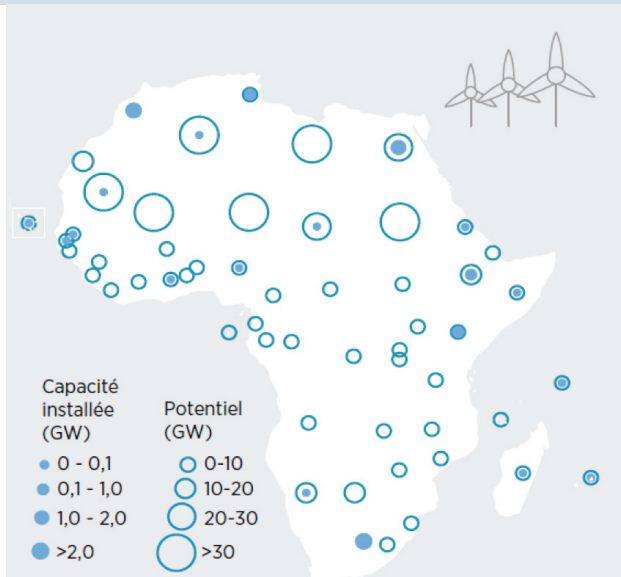 Capacité
installée
(GW)
0 - 0,1
0,1 - 1,0
1,0 - 2,0
>2,0
Potentiel
(GW)
0-10
10-20
20-30
>30